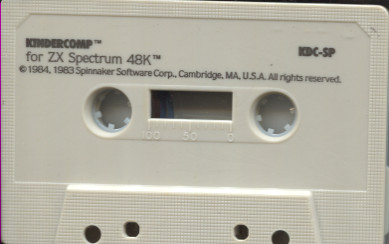 KINDERCOMP™ KDC-SP
for ZX Spectrum 48K™
©1984, 1983 Spinnaker Software Corp., Cambridge, MA, U.S.A. All rights reserved.
100 50 0